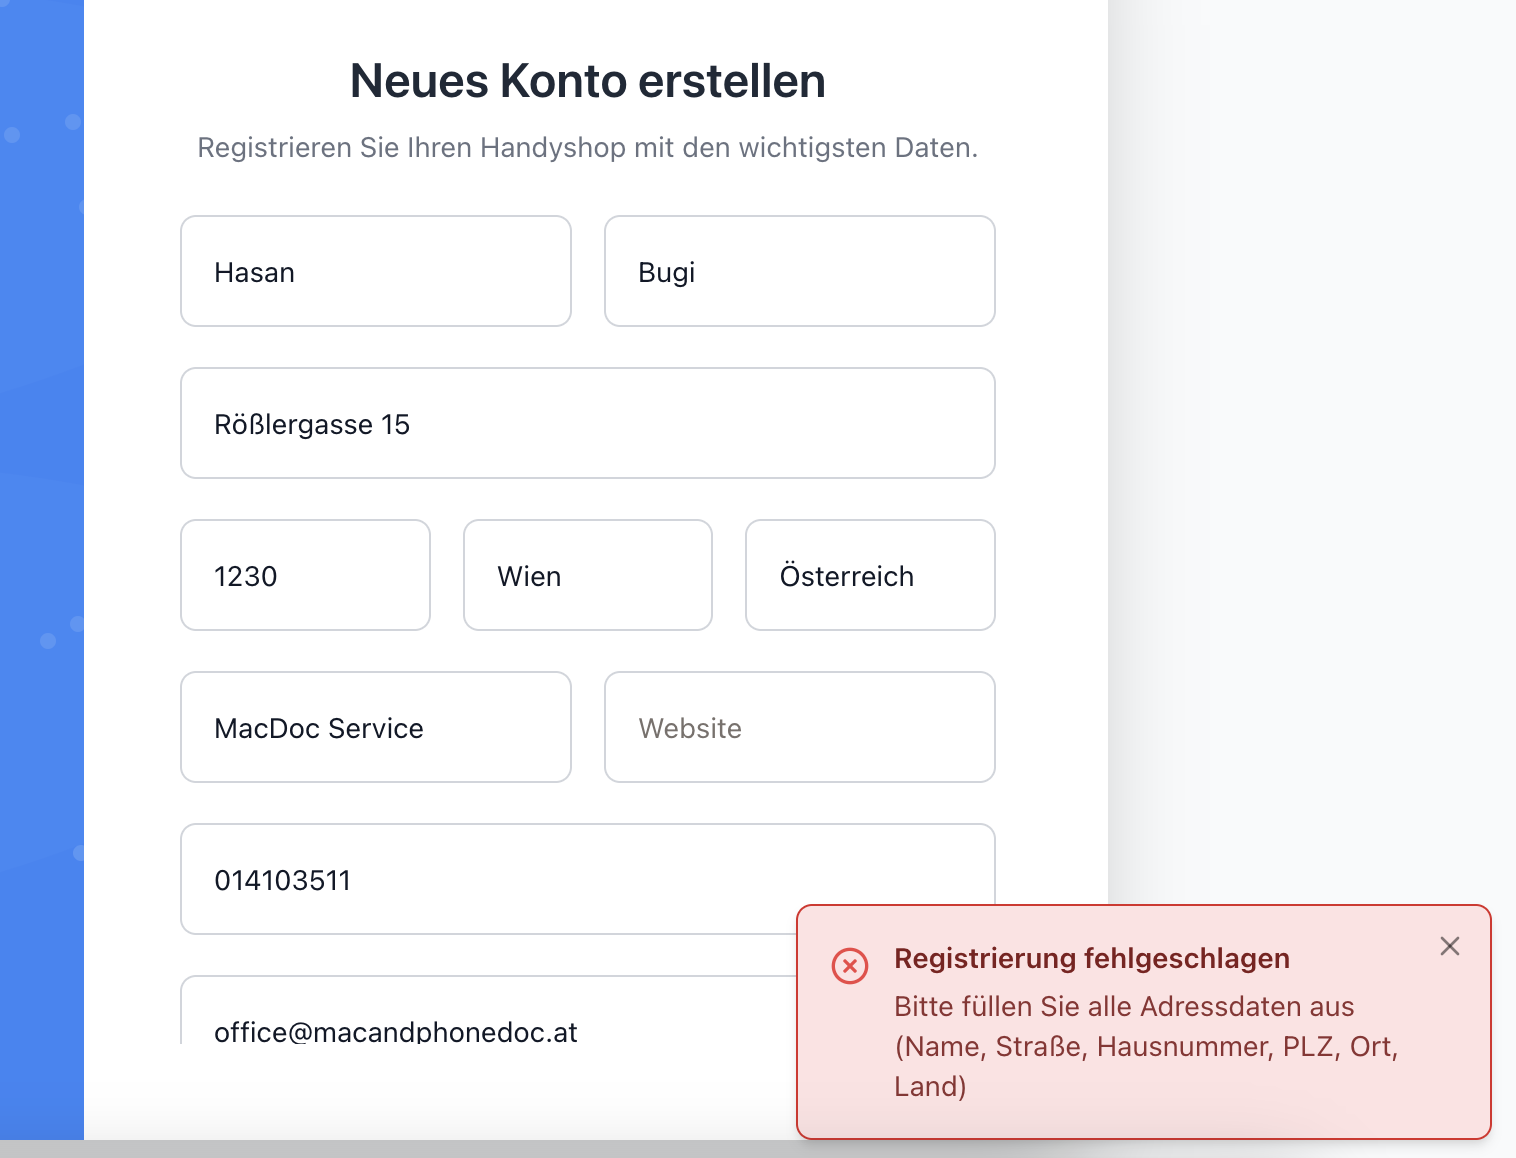 Neues Konto erstellen
Registrieren Sie Ihren Handyshop mit den wichtigsten Daten.
Hasan
Bugi
Rößlergasse 15
1230
Wien
Österreich
MacDoc Service
Website
014103511
office@macandphonedoc.at
Registrierung fehlgeschlagen
Bitte füllen Sie alle Adressdaten aus
(Name, Straße, Hausnummer, PLZ, Ort,
Land)